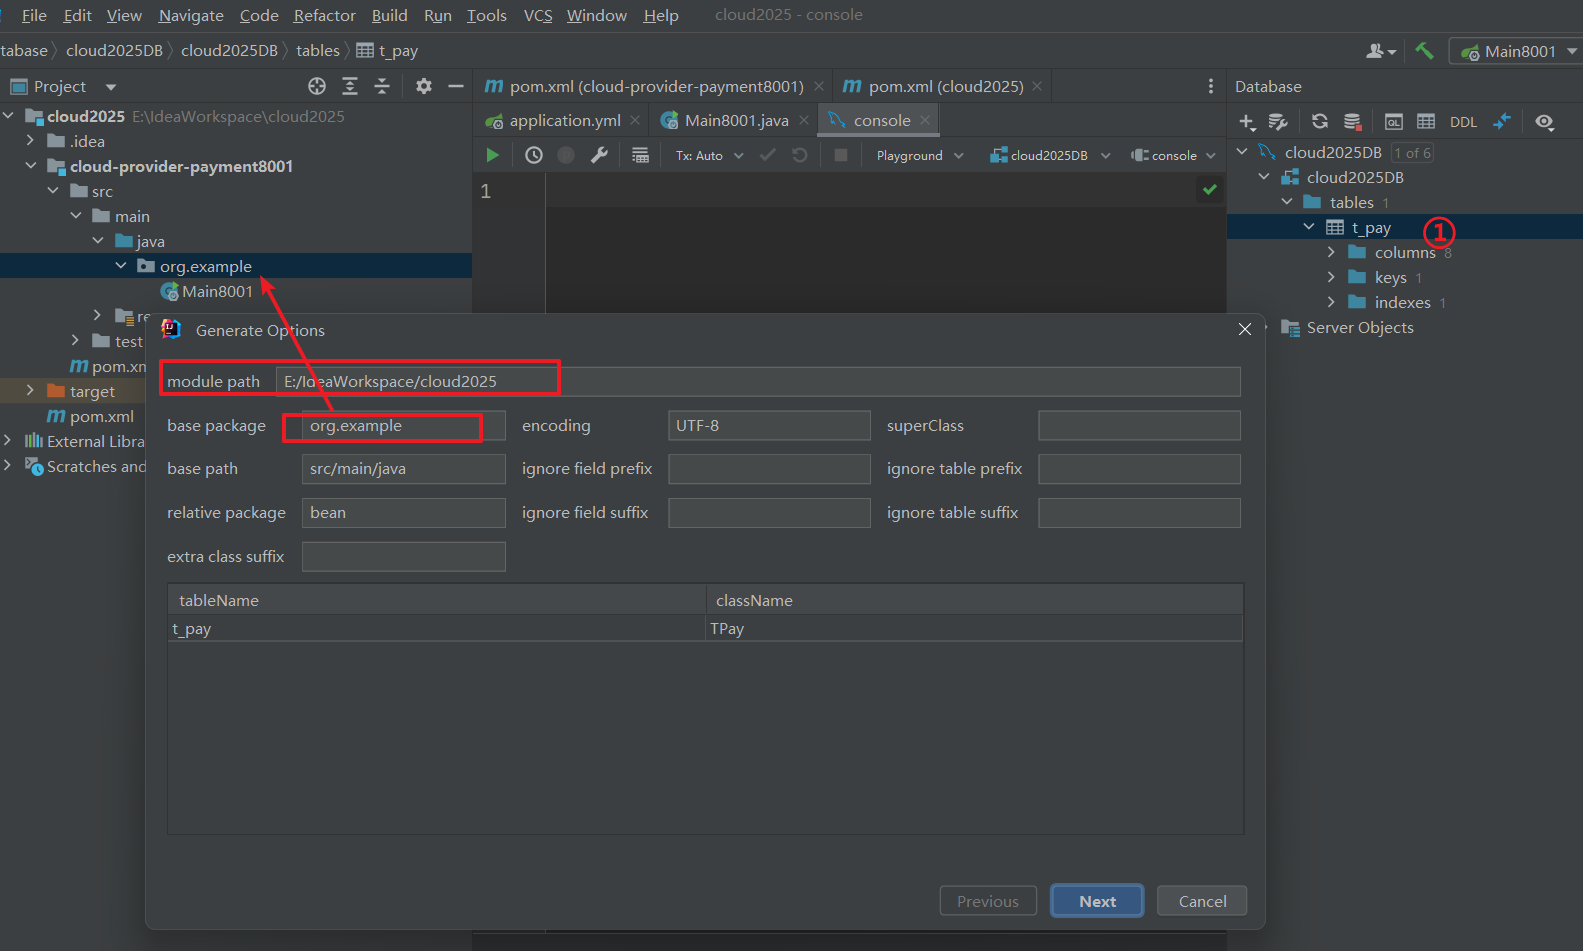 File Edit View Navigate Code Refactor Build Run Tools VCS Window Help cloud2025 - console
tabase cloud2025DB cloud2025DB tables t_pay
Main8001
Project
pom.xml (cloud-provider-payment8001) pom.xml (cloud2025)
Database
application.yml Main8001.java console
DDL
Tx: Auto Playground cloud2025DB console
1
cloud2025 E:\IdeaWorkspace\cloud2025
.idea
cloud-provider-payment8001
src
main
java
org.example
Main8001
re
test
pom.xm
target
pom.xml
External Libra
Scratches and
cloud2025DB 1 of 6
cloud2025DB
tables 1
t_pay ①
columns 8
keys 1
indexes 1
Server Objects
Generate Options
module path E:/IdeaWorkspace/cloud2025
base package org.example encoding UTF-8 superClass
base path src/main/java ignore field prefix ignore table prefix
relative package bean ignore field suffix ignore table suffix
extra class suffix
tableName className
t_pay TPay
Previous Next Cancel